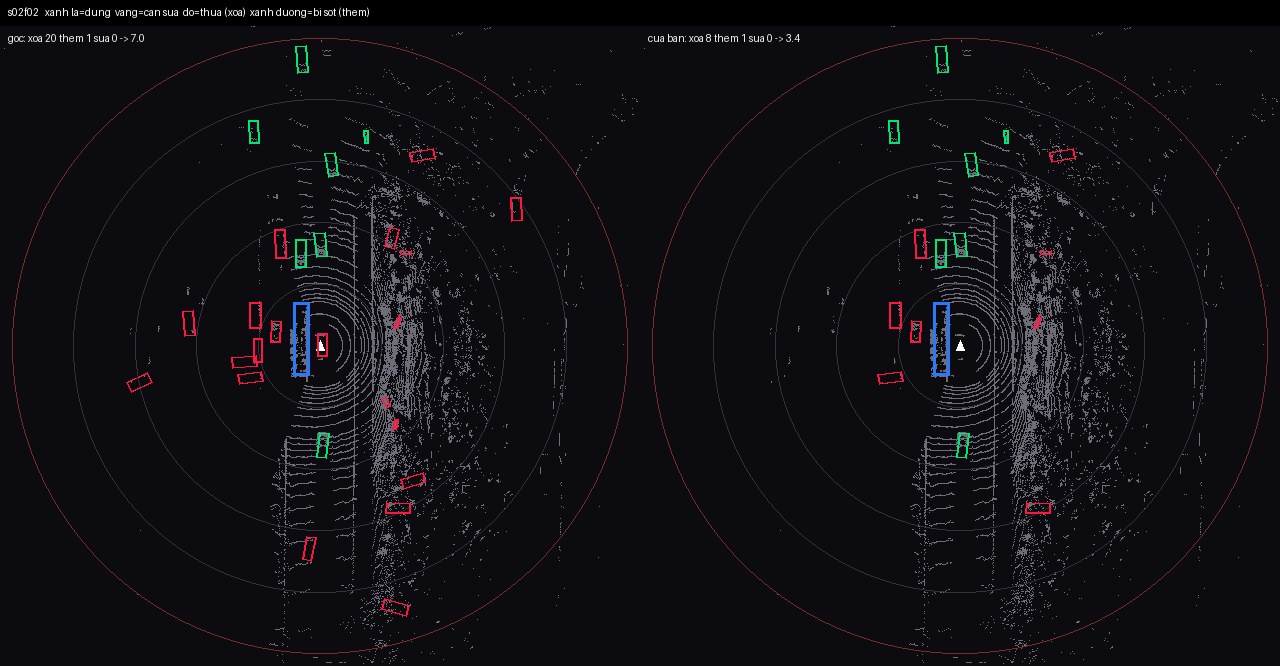 s02f02 xanh la=dung vang=can sua do=thua (xoa) xanh duong=bi sot (them)
goc: xoa 20 them 1 sua 0 -> 7.0
cua ban: xoa 8 them 1 sua 0 -> 3.4